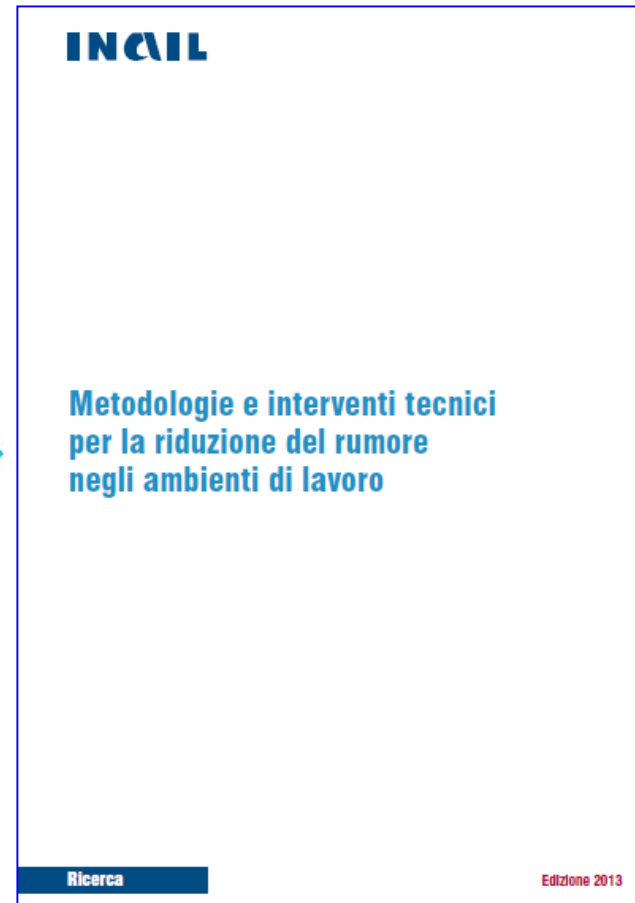 INAIL
Metodologie e interventi tecnici
per la riduzione del rumore
negli ambienti di lavoro
Ricerca
Edizione 2013